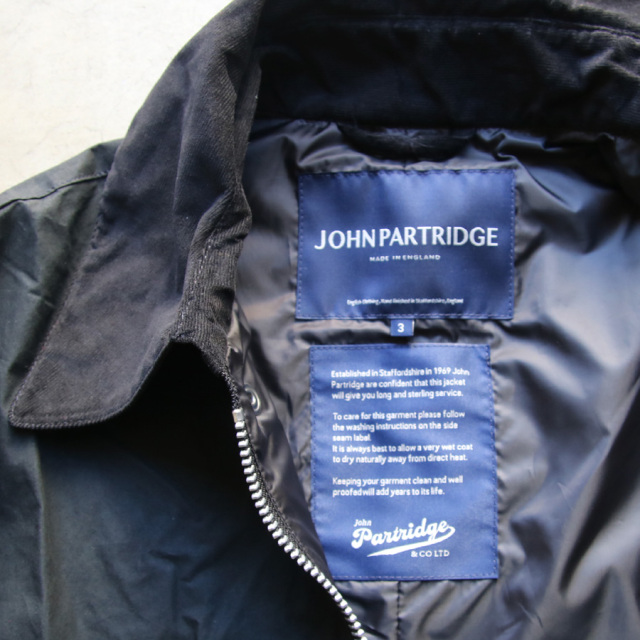 JOHN PARTRIDGE
MADE IN ENGLAND
English Clothing, Hand finished in Staffordshire, England
3
Established in Staffordshire in 1969 John
Partridge are confident that this jacket
will give you long and sterling service.
To care for this garment please follow
the washing instructions on the side
seam label.
It is always best to allow a very wet coat
to dry naturally away from direct heat.
Keeping your garment clean and well
proofed will add years to its life.
John
Partridge
& CO LTD